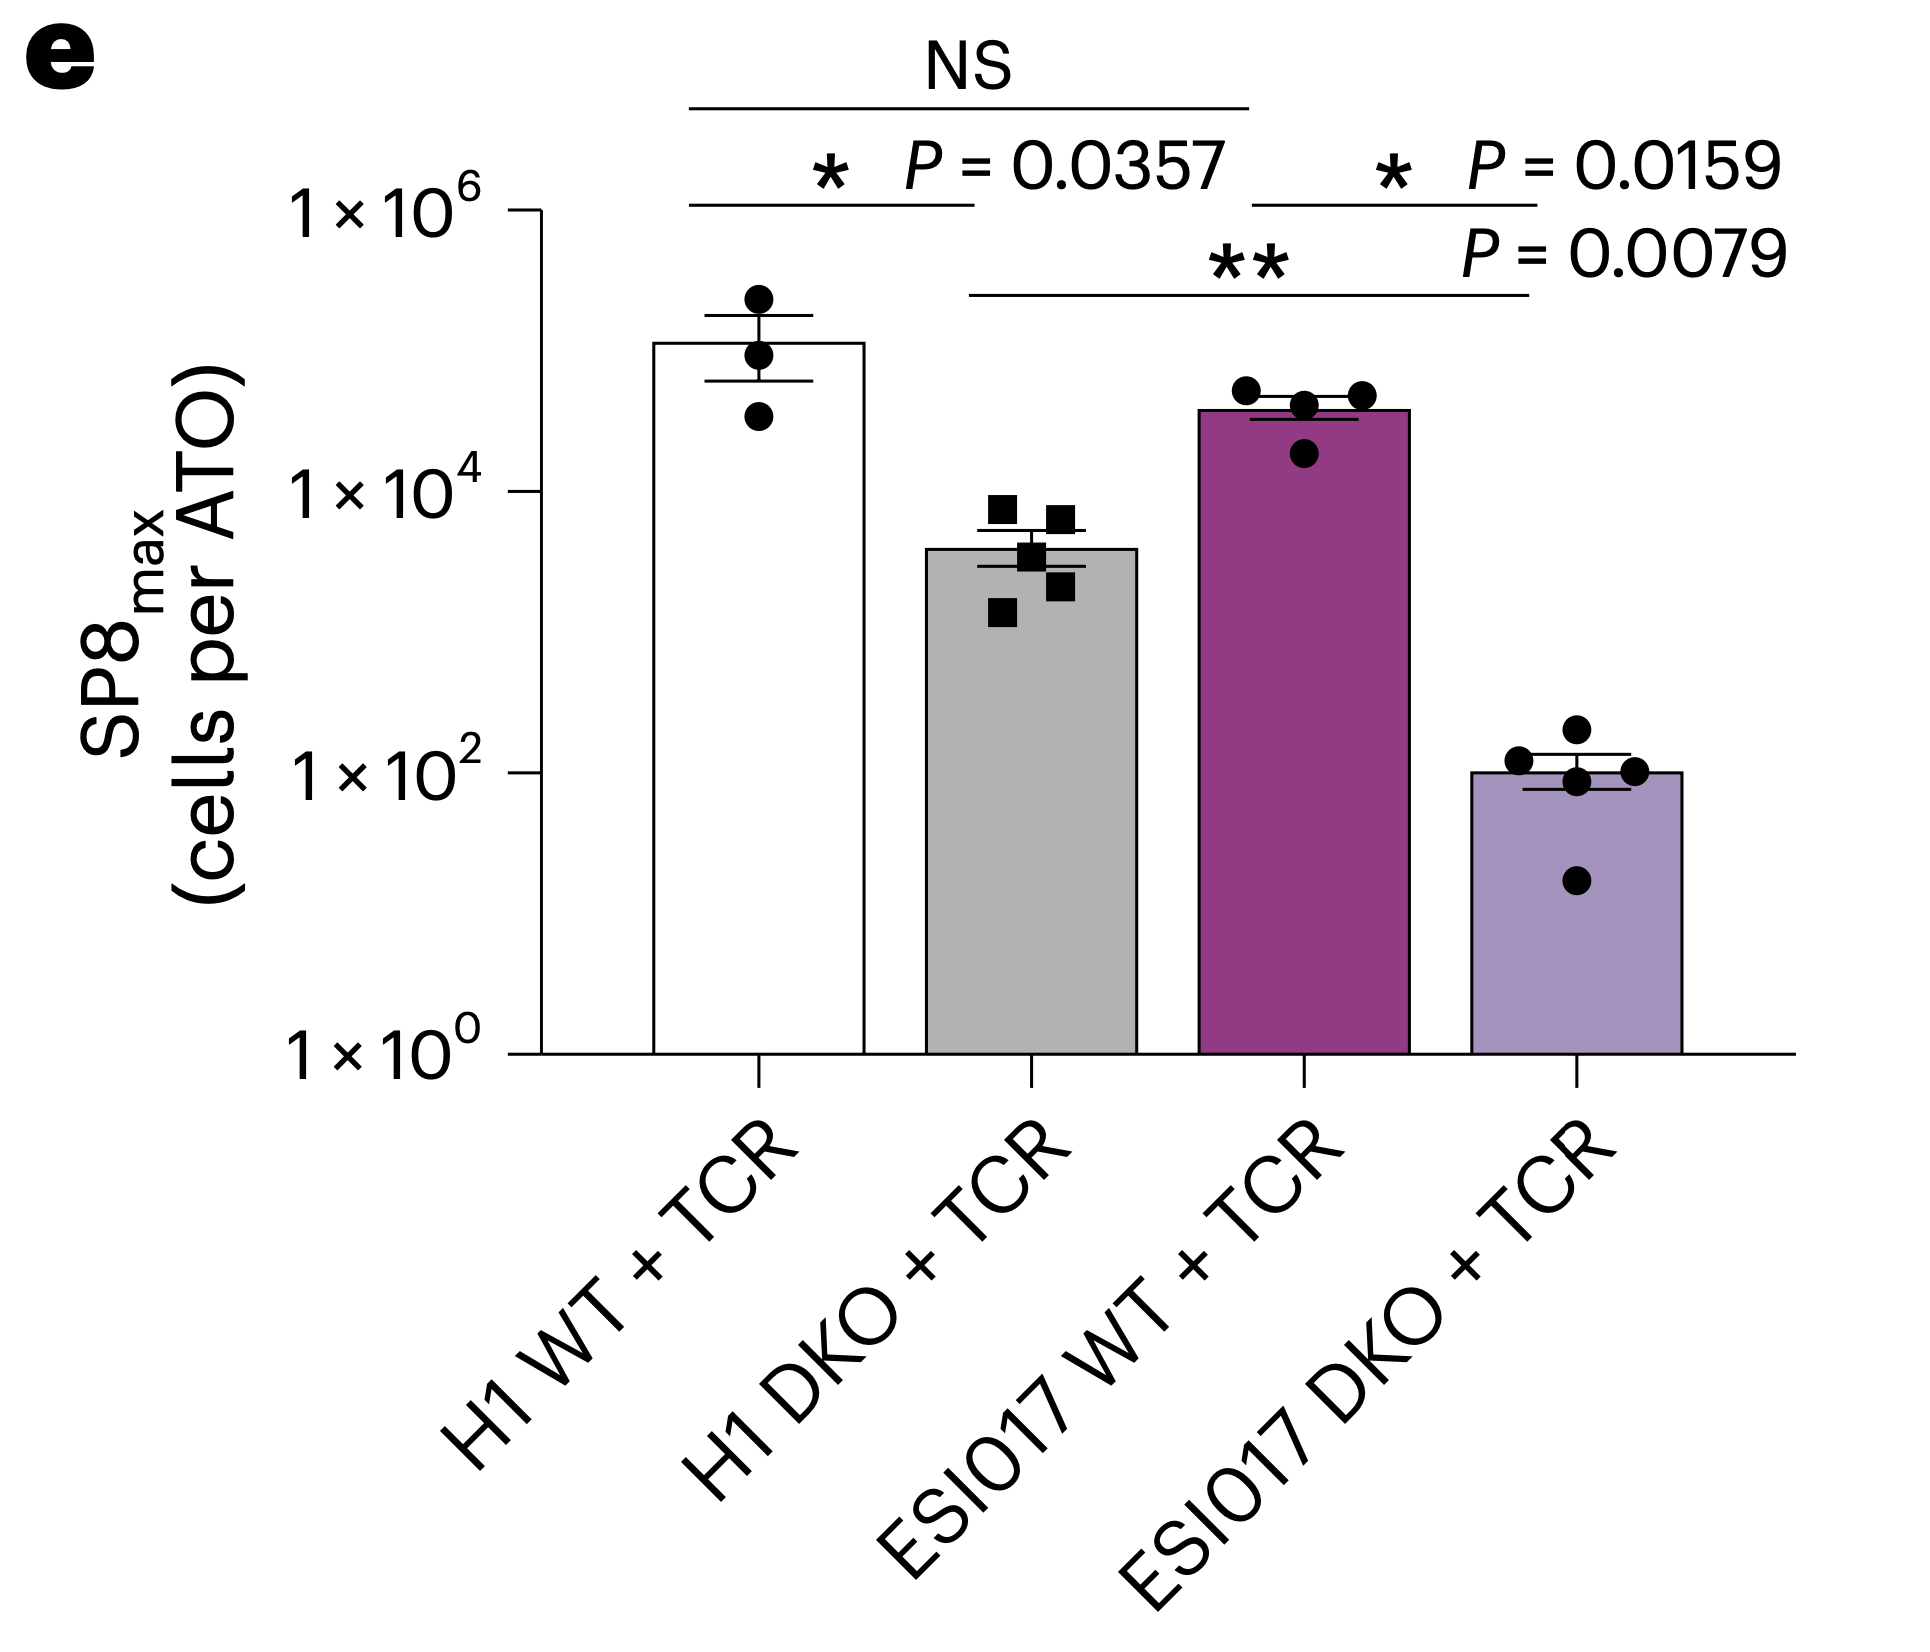 e
NS
* P = 0.0357
* P = 0.0159
** P = 0.0079
SP8max
(cells per ATO)
1 × 10⁶
1 × 10⁴
1 × 10²
1 × 10⁰
H1 WT + TCR
H1 DKO + TCR
ESI017 WT + TCR
ESI017 DKO + TCR